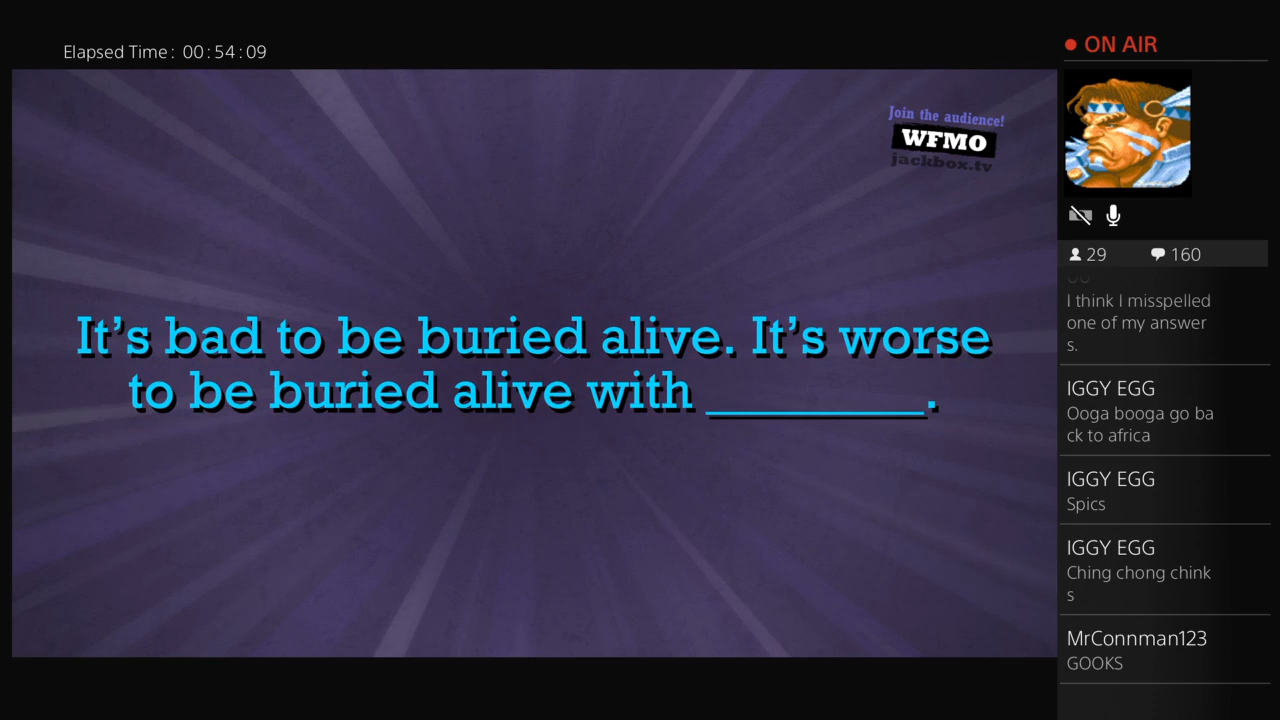 Elapsed Time: 00:54:09
ON AIR
Join the audience!
WFMO
jackbox.tv
It's bad to be buried alive. It's worse
to be buried alive with ________.
29
160
I think I misspelled
one of my answer
s.
IGGY EGG
Ooga booga go ba
ck to africa
IGGY EGG
Spics
IGGY EGG
Ching chong chink
s
MrConnman123
GOOKS